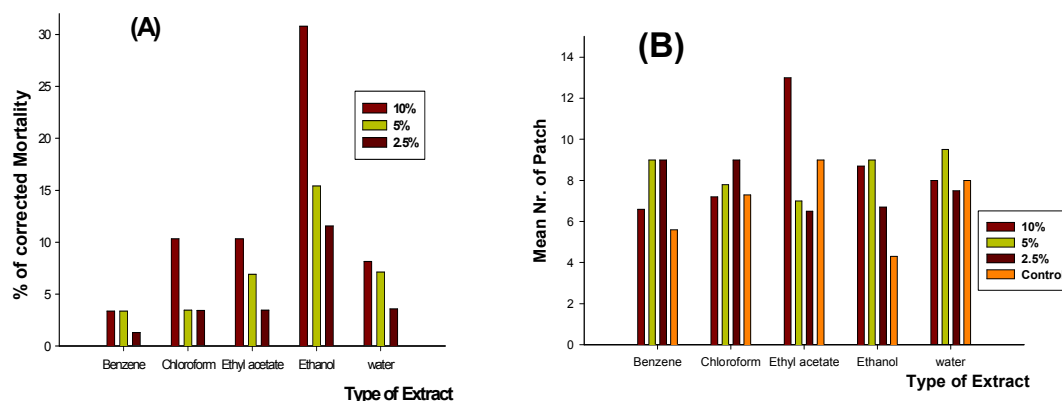 (A)
% of corrected Mortality
30
25
20
15
10
5
0
10%
5%
2.5%
Benzene Chloroform Ethyl acetate Ethanol water
Type of Extract
(B)
Mean Nr. of Patch
14
12
10
8
6
4
2
0
10%
5%
2.5%
Contro
Benzene Chloroform Ethyl acetate Ethanol water
Type of Extract